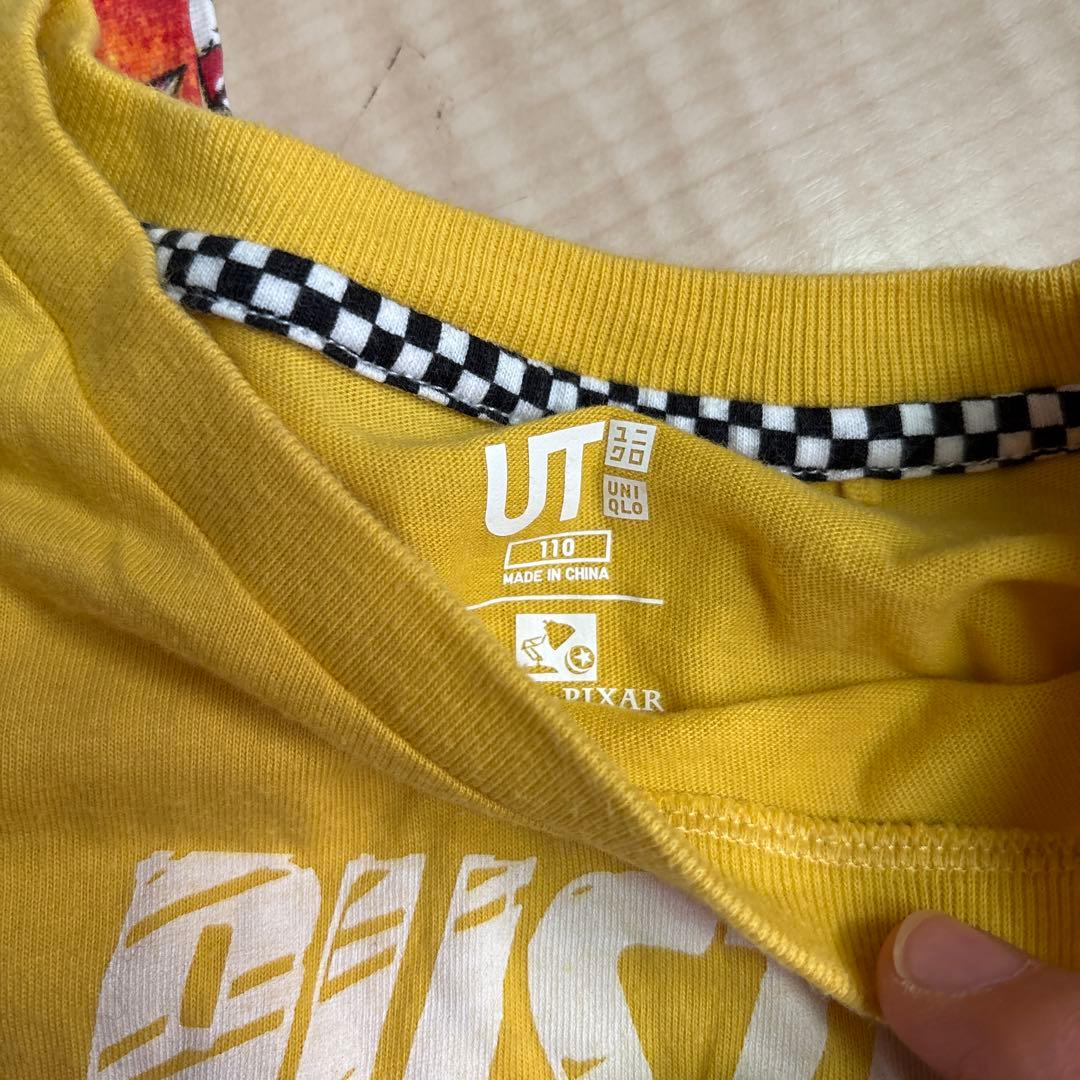 UT
ユニ
クロ
UNI
QLO
110
MADE IN CHINA
PIXAR